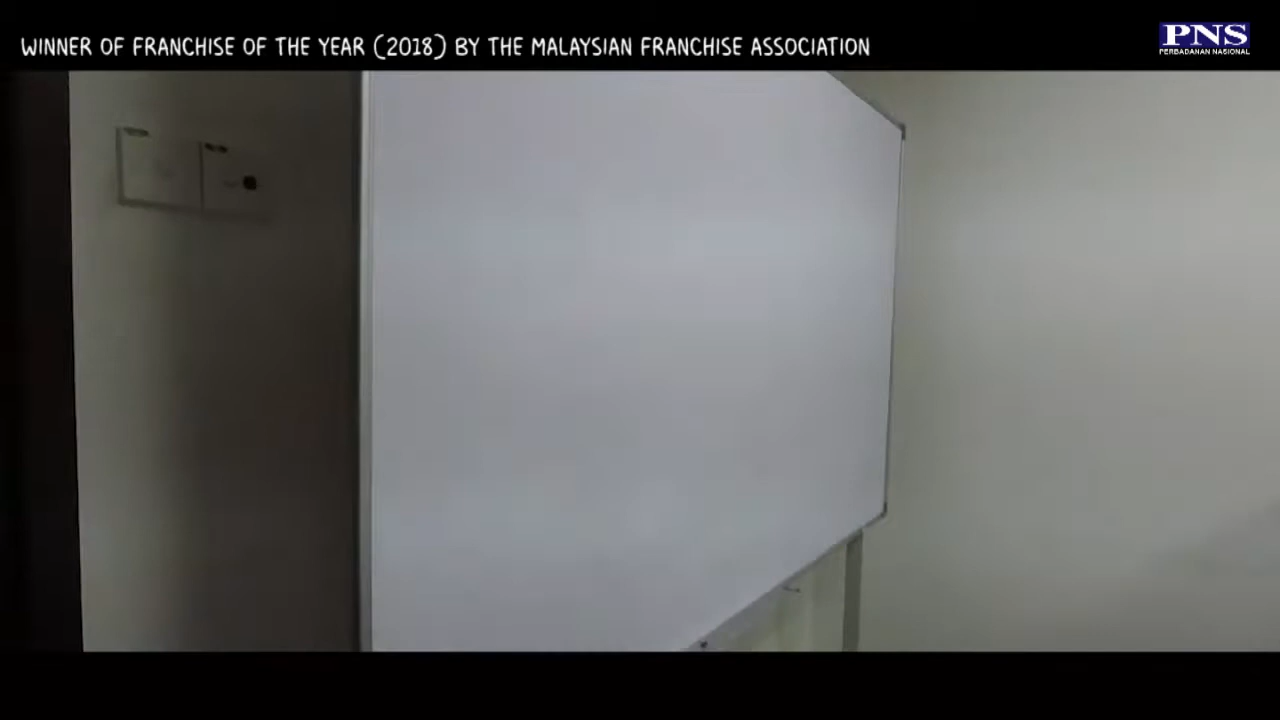 WINNER OF FRANCHISE OF THE YEAR (2018) BY THE MALAYSIAN FRANCHISE ASSOCIATION
PNS
PERBADANAN NASIONAL